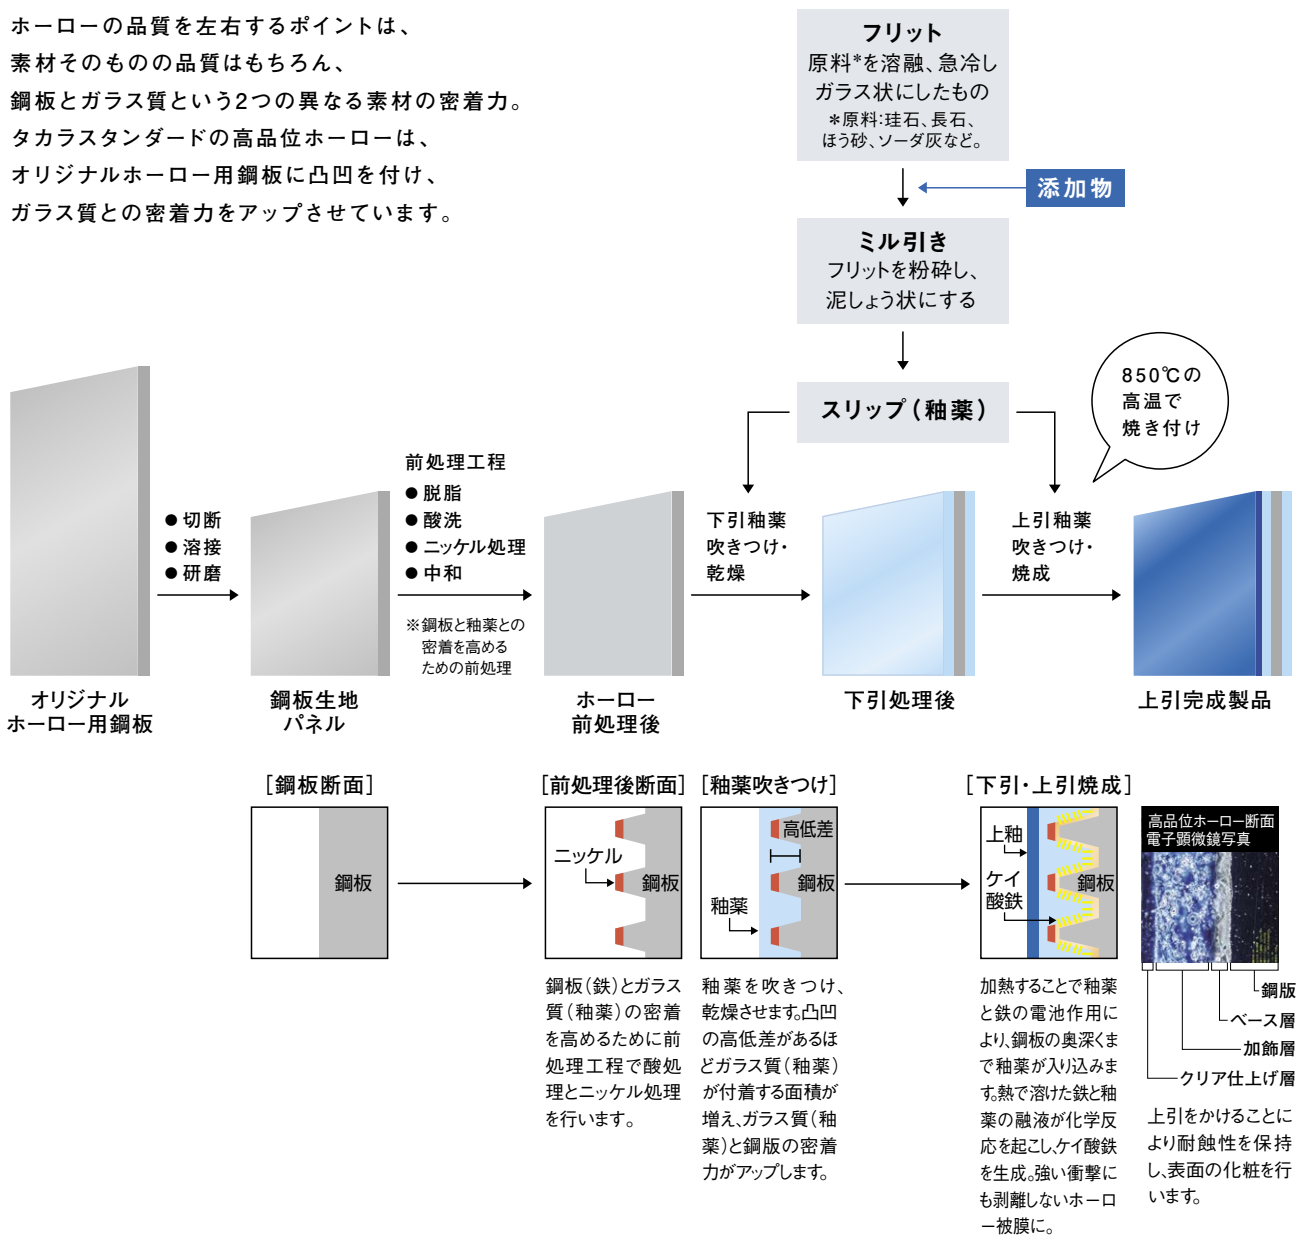 ホーローの品質を左右するポイントは、
素材そのものの品質はもちろん、
鋼板とガラス質という2つの異なる素材の密着力。
タカラスタンダードの高品位ホーローは、
オリジナルホーロー用鋼板に凸凹を付け、
ガラス質との密着力をアップさせています。
フリット
原料*を溶融、急冷し
ガラス状にしたもの
*原料:珪石、長石、
ほう砂、ソーダ灰など。
添加物
ミル引き
フリットを粉砕し、
泥しょう状にする
スリップ(釉薬)
850℃の
高温で
焼き付け
●切断
●溶接
●研磨
前処理工程
●脱脂
●酸洗
●ニッケル処理
●中和
※鋼板と釉薬との
密着を高める
ための前処理
下引釉薬
吹きつけ・
乾燥
上引釉薬
吹きつけ・
焼成
オリジナル
ホーロー用鋼板
鋼板生地
パネル
ホーロー
前処理後
下引処理後
上引完成製品
[鋼板断面]
鋼板
[前処理後断面]
ニッケル
鋼板
鋼板(鉄)とガラス
質(釉薬)の密着
を高めるために前
処理工程で酸処
理とニッケル処理
を行います。
[釉薬吹きつけ]
高低差
鋼板
釉薬
釉薬を吹きつけ、
乾燥させます。凸凹
の高低差があるほ
どガラス質(釉薬)
が付着する面積が
増え、ガラス質(釉
薬)と鋼版の密着
力がアップします。
[下引・上引焼成]
上釉
ケイ
酸鉄
鋼板
加熱することで釉薬
と鉄の電池作用に
より、鋼板の奥深くま
で釉薬が入り込みま
す。熱で溶けた鉄と釉
薬の融液が化学反
応を起こし、ケイ酸鉄
を生成。強い衝撃に
も剥離しないホーロ
ー被膜に。
高品位ホーロー断面
電子顕微鏡写真
鋼版
ベース層
加飾層
クリア仕上げ層
上引をかけることに
より耐蝕性を保持
し、表面の化粧を行
います。